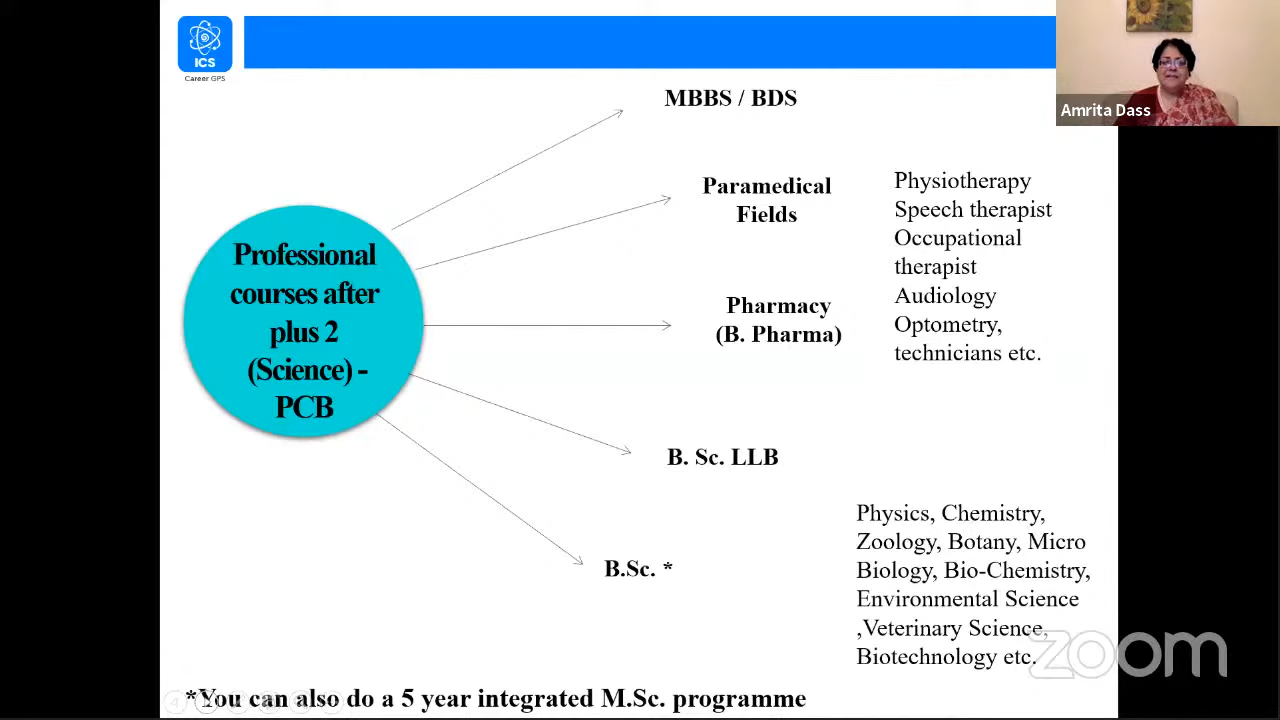 ICS
Career GPS
Amrita Dass
MBBS / BDS
Paramedical
Fields
Physiotherapy
Speech therapist
Occupational
therapist
Audiology
Optometry,
technicians etc.
Professional
courses after
plus 2
(Science) -
PCB
Pharmacy
(B. Pharma)
B. Sc. LLB
B.Sc. *
Physics, Chemistry,
Zoology, Botany, Micro
Biology, Bio-Chemistry,
Environmental Science
,Veterinary Science,
Biotechnology etc.
zoom
*You can also do a 5 year integrated M.Sc. programme